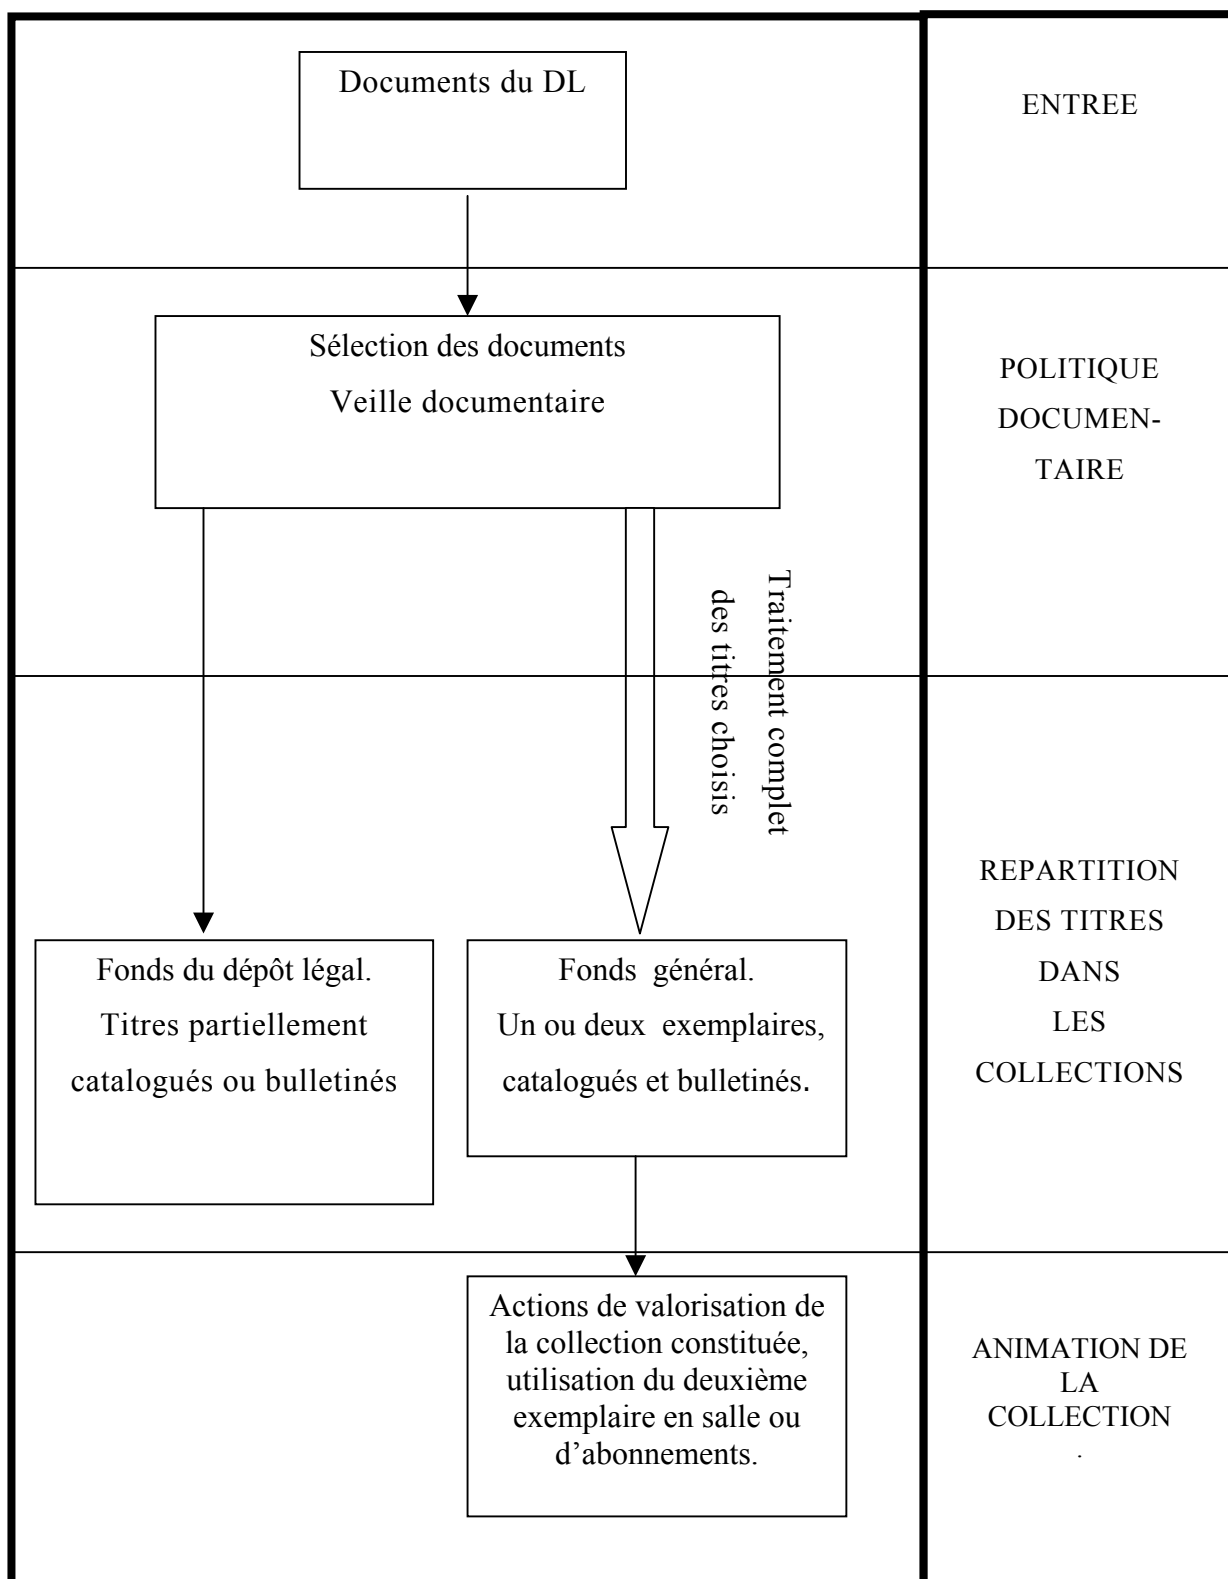 Documents du DL
ENTREE
Sélection des documents
Veille documentaire
POLITIQUE
DOCUMEN-
TAIRE
Traitement complet
des titres choisis
Fonds du dépôt légal.
Titres partiellement
catalogués ou bulletinés
Fonds général.
Un ou deux exemplaires,
catalogués et bulletinés.
REPARTITION
DES TITRES
DANS
LES
COLLECTIONS
Actions de valorisation de
la collection constituée,
utilisation du deuxième
exemplaire en salle ou
d’abonnements.
ANIMATION DE
LA
COLLECTION
.